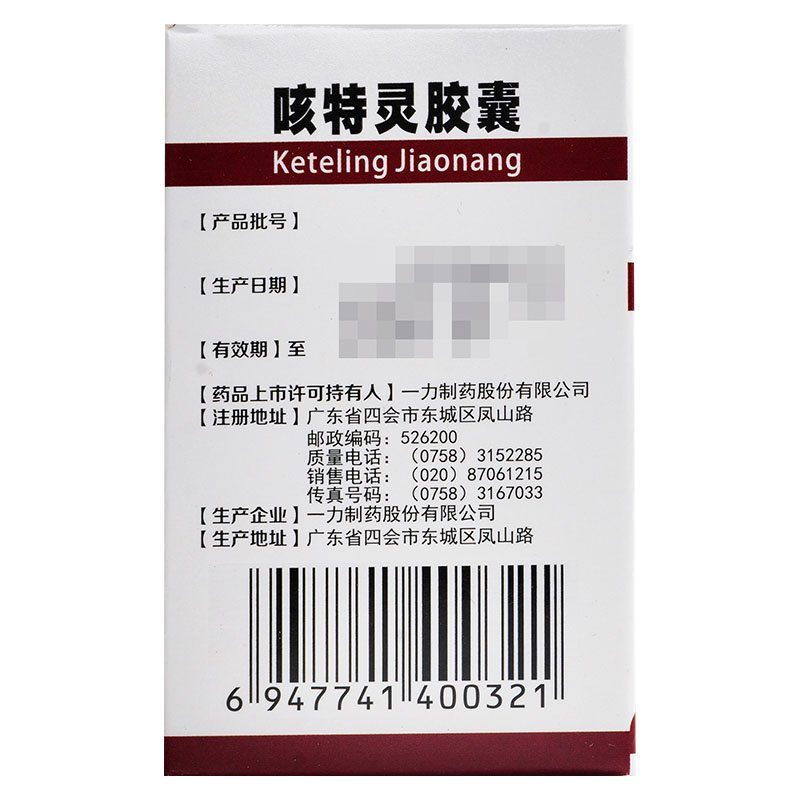 咳特灵胶囊
Keteling Jiaonang
【产品批号】
【生产日期】
【有效期】至
【药品上市许可持有人】一力制药股份有限公司
【注册地址】广东省四会市东城区凤山路
邮政编码：526200
质量电话：（0758）3152285
销售电话：（020）87061215
传真号码：（0758）3167033
【生产企业】一力制药股份有限公司
【生产地址】广东省四会市东城区凤山路
6 947741 400321